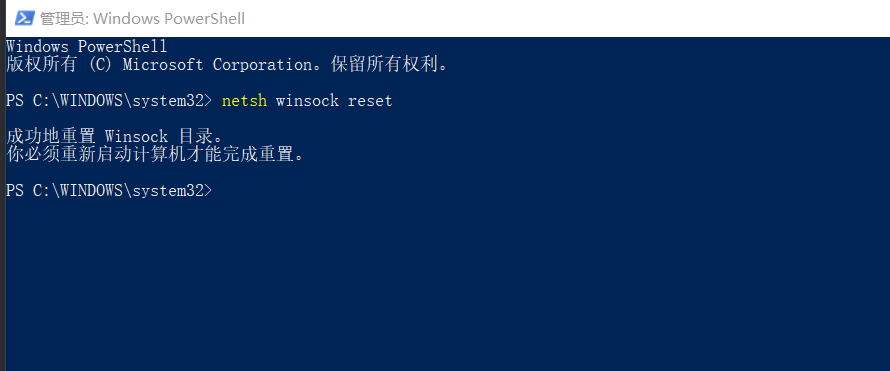 管理员: Windows PowerShell
Windows PowerShell
版权所有 (C) Microsoft Corporation。保留所有权利。
PS C:\WINDOWS\system32> netsh winsock reset
成功地重置 Winsock 目录。
你必须重新启动计算机才能完成重置。
PS C:\WINDOWS\system32>